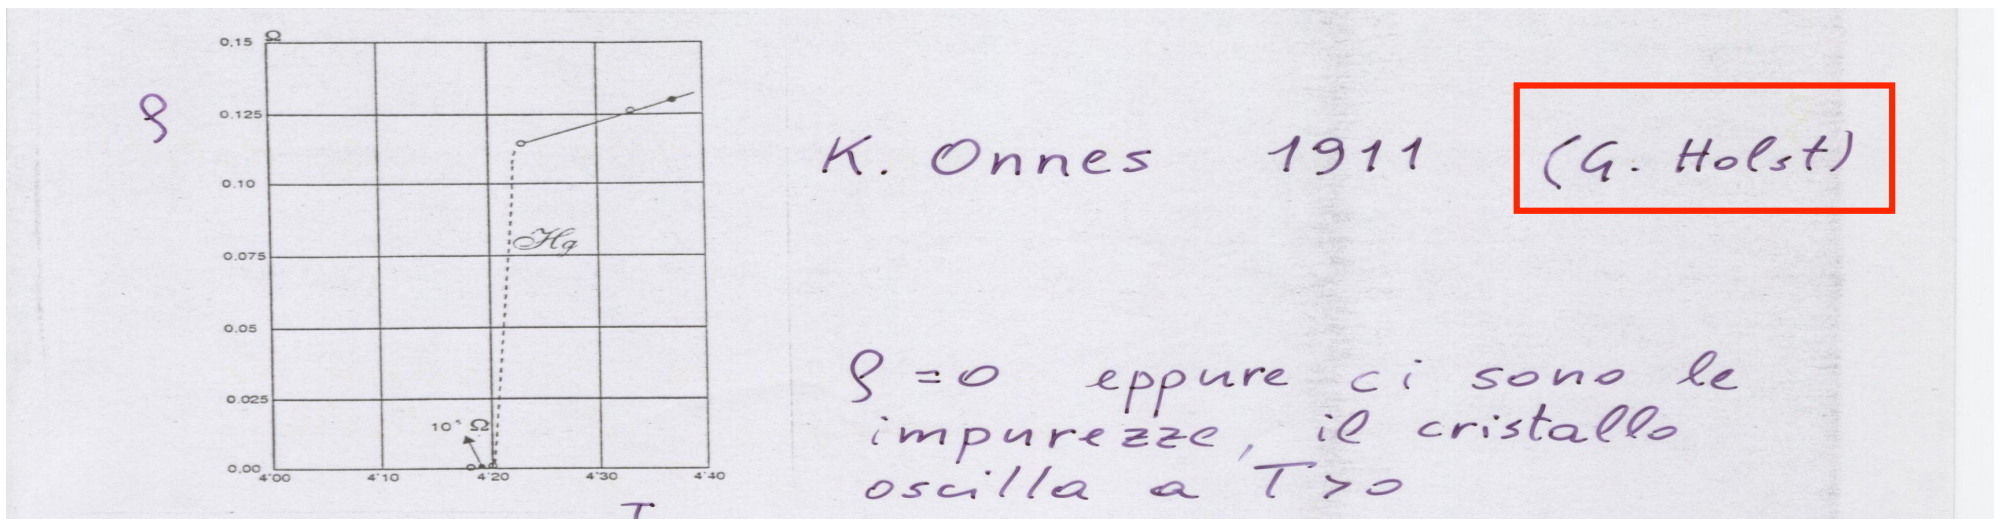 Ω
0.15
0.125
0.10
0.075
0.05
0.025
0.00
4'00 4'10 4'20 4'30 4'40
Hg
Ω
ρ
T
K. Onnes 1911 (G. Holst)
ρ = 0 eppure ci sono le
impurezze, il cristallo
oscilla a T>0